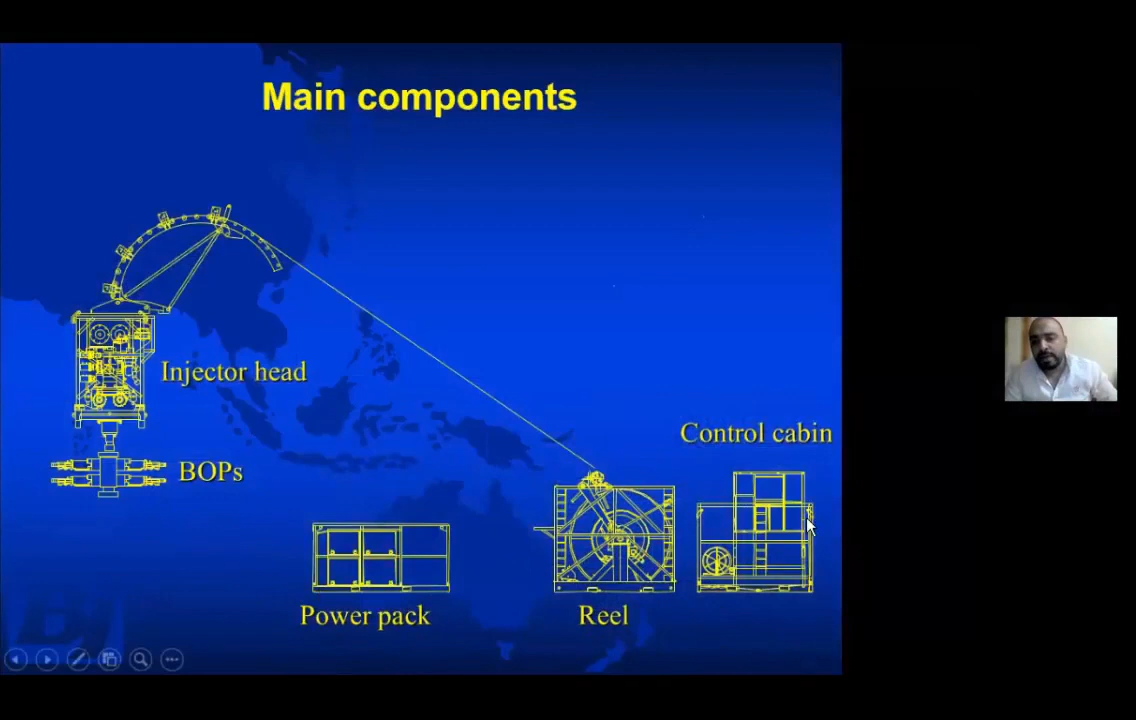 Main components
Injector head
Control cabin
BOPs
Power pack
Reel